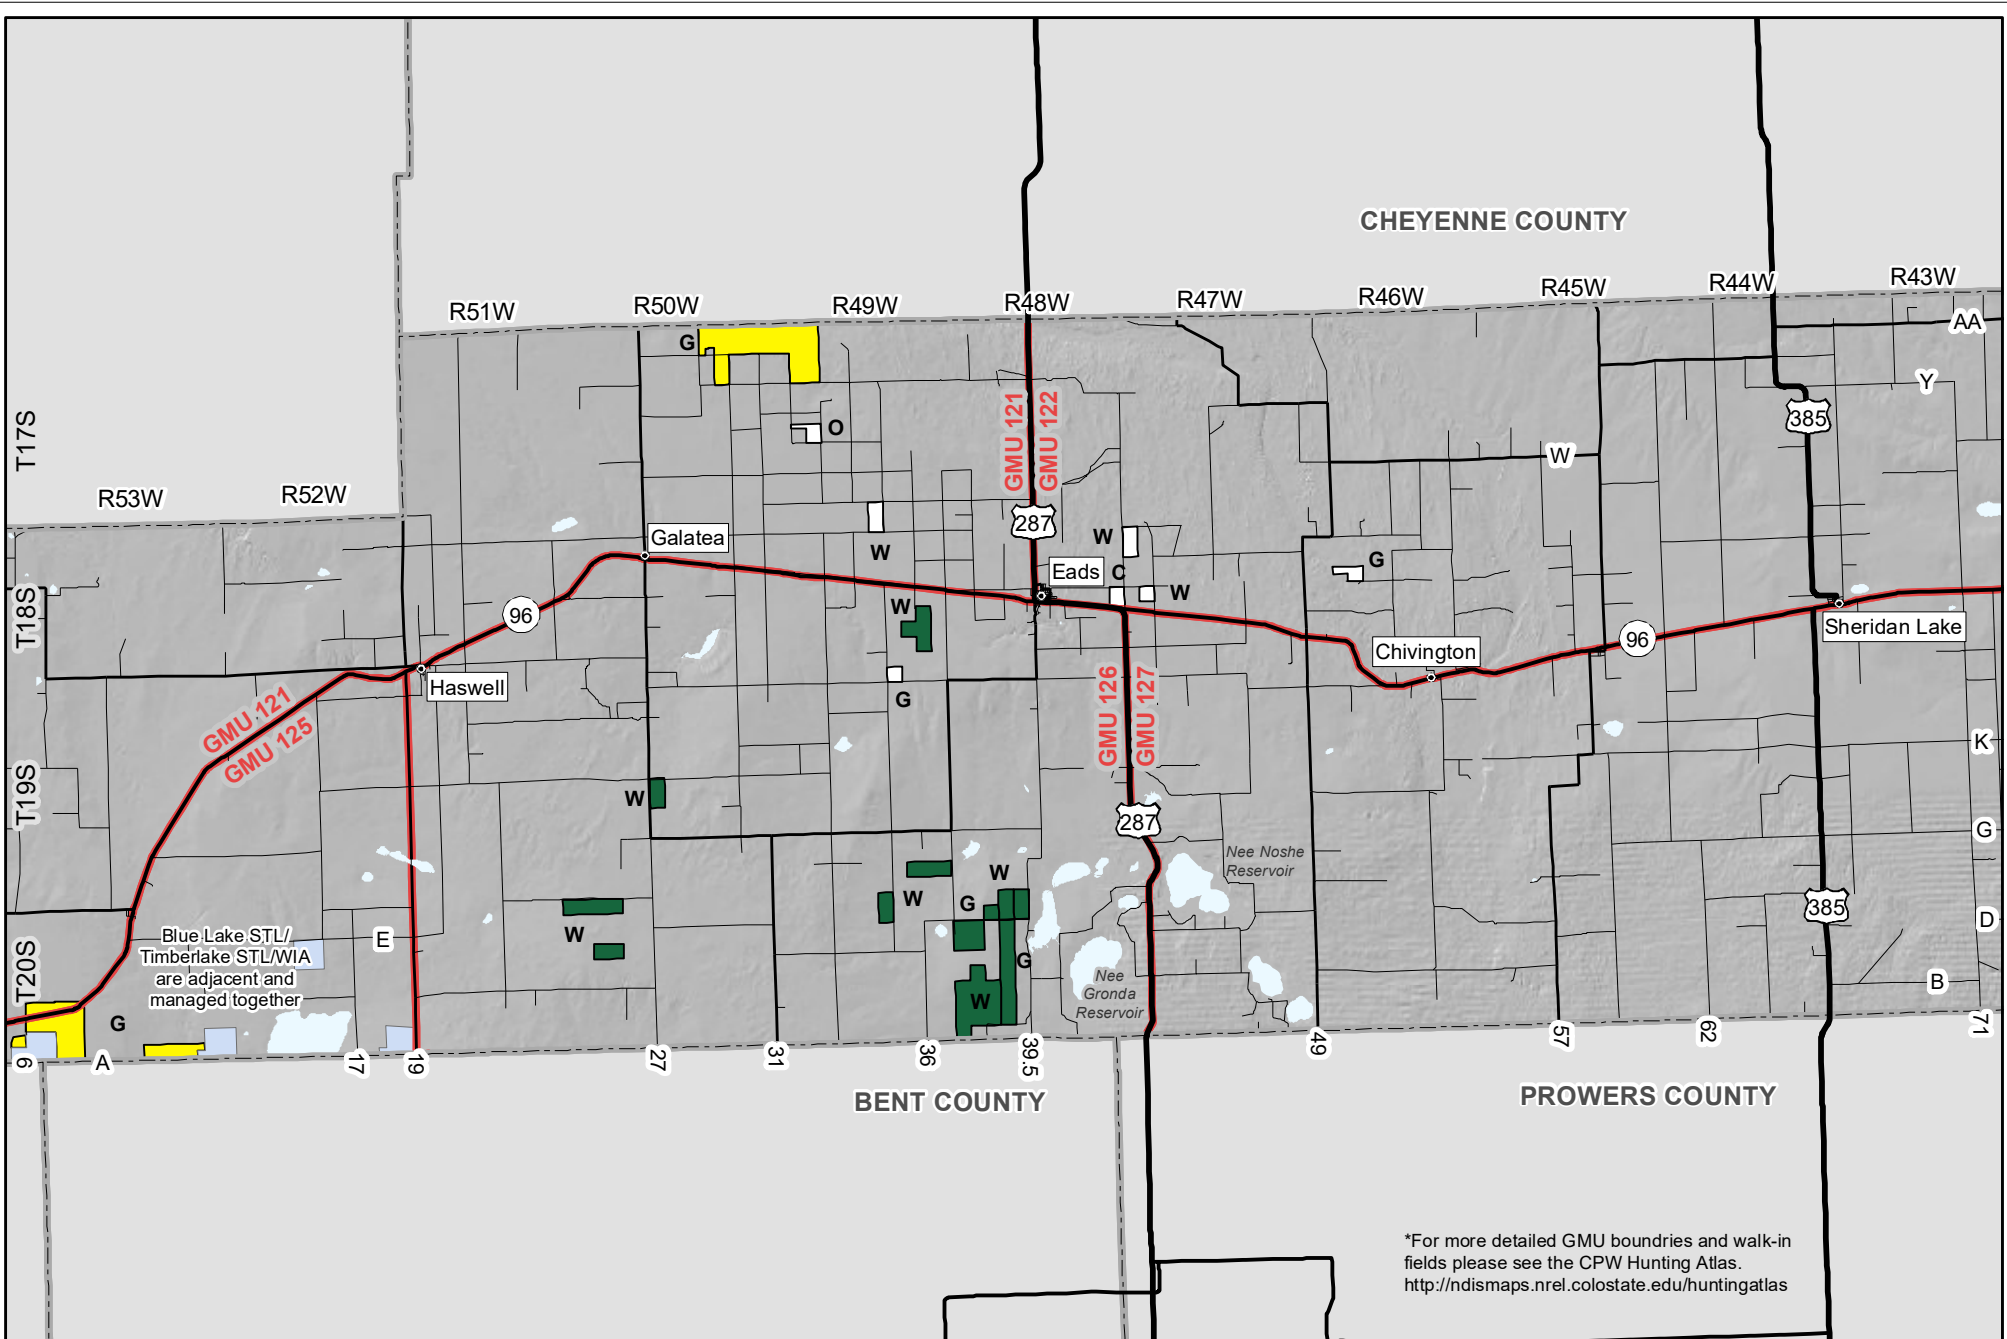 CHEYENNE COUNTY
R51W
R50W
R49W
R48W
R47W
R46W
R45W
R44W
R43W
AA
G
Y
T17S
O
GMU 121
GMU 122
385
W
R53W
R52W
287
Galatea
W
W
Eads
C
G
W
T18S
96
W
Sheridan Lake
96
Chivington
Haswell
G
GMU 121
GMU 125
GMU 126
GMU 127
K
T19S
W
287
G
Nee Noshe
Reservoir
W
W
G
385
D
W
E
Blue Lake STL/
Timberlake STL/WIA
are adjacent and
managed together
T20S
G
Nee
Gronda
Reservoir
W
B
G
9
A
17
19
27
31
36
39.5
49
57
62
71
BENT COUNTY
PROWERS COUNTY
*For more detailed GMU boundries and walk-in
fields please see the CPW Hunting Atlas.
http://ndismaps.nrel.colostate.edu/huntingatlas